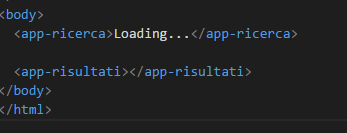 <body>
<app-ricerca>Loading...</app-ricerca>
<app-risultati></app-risultati>
</body>
</html>